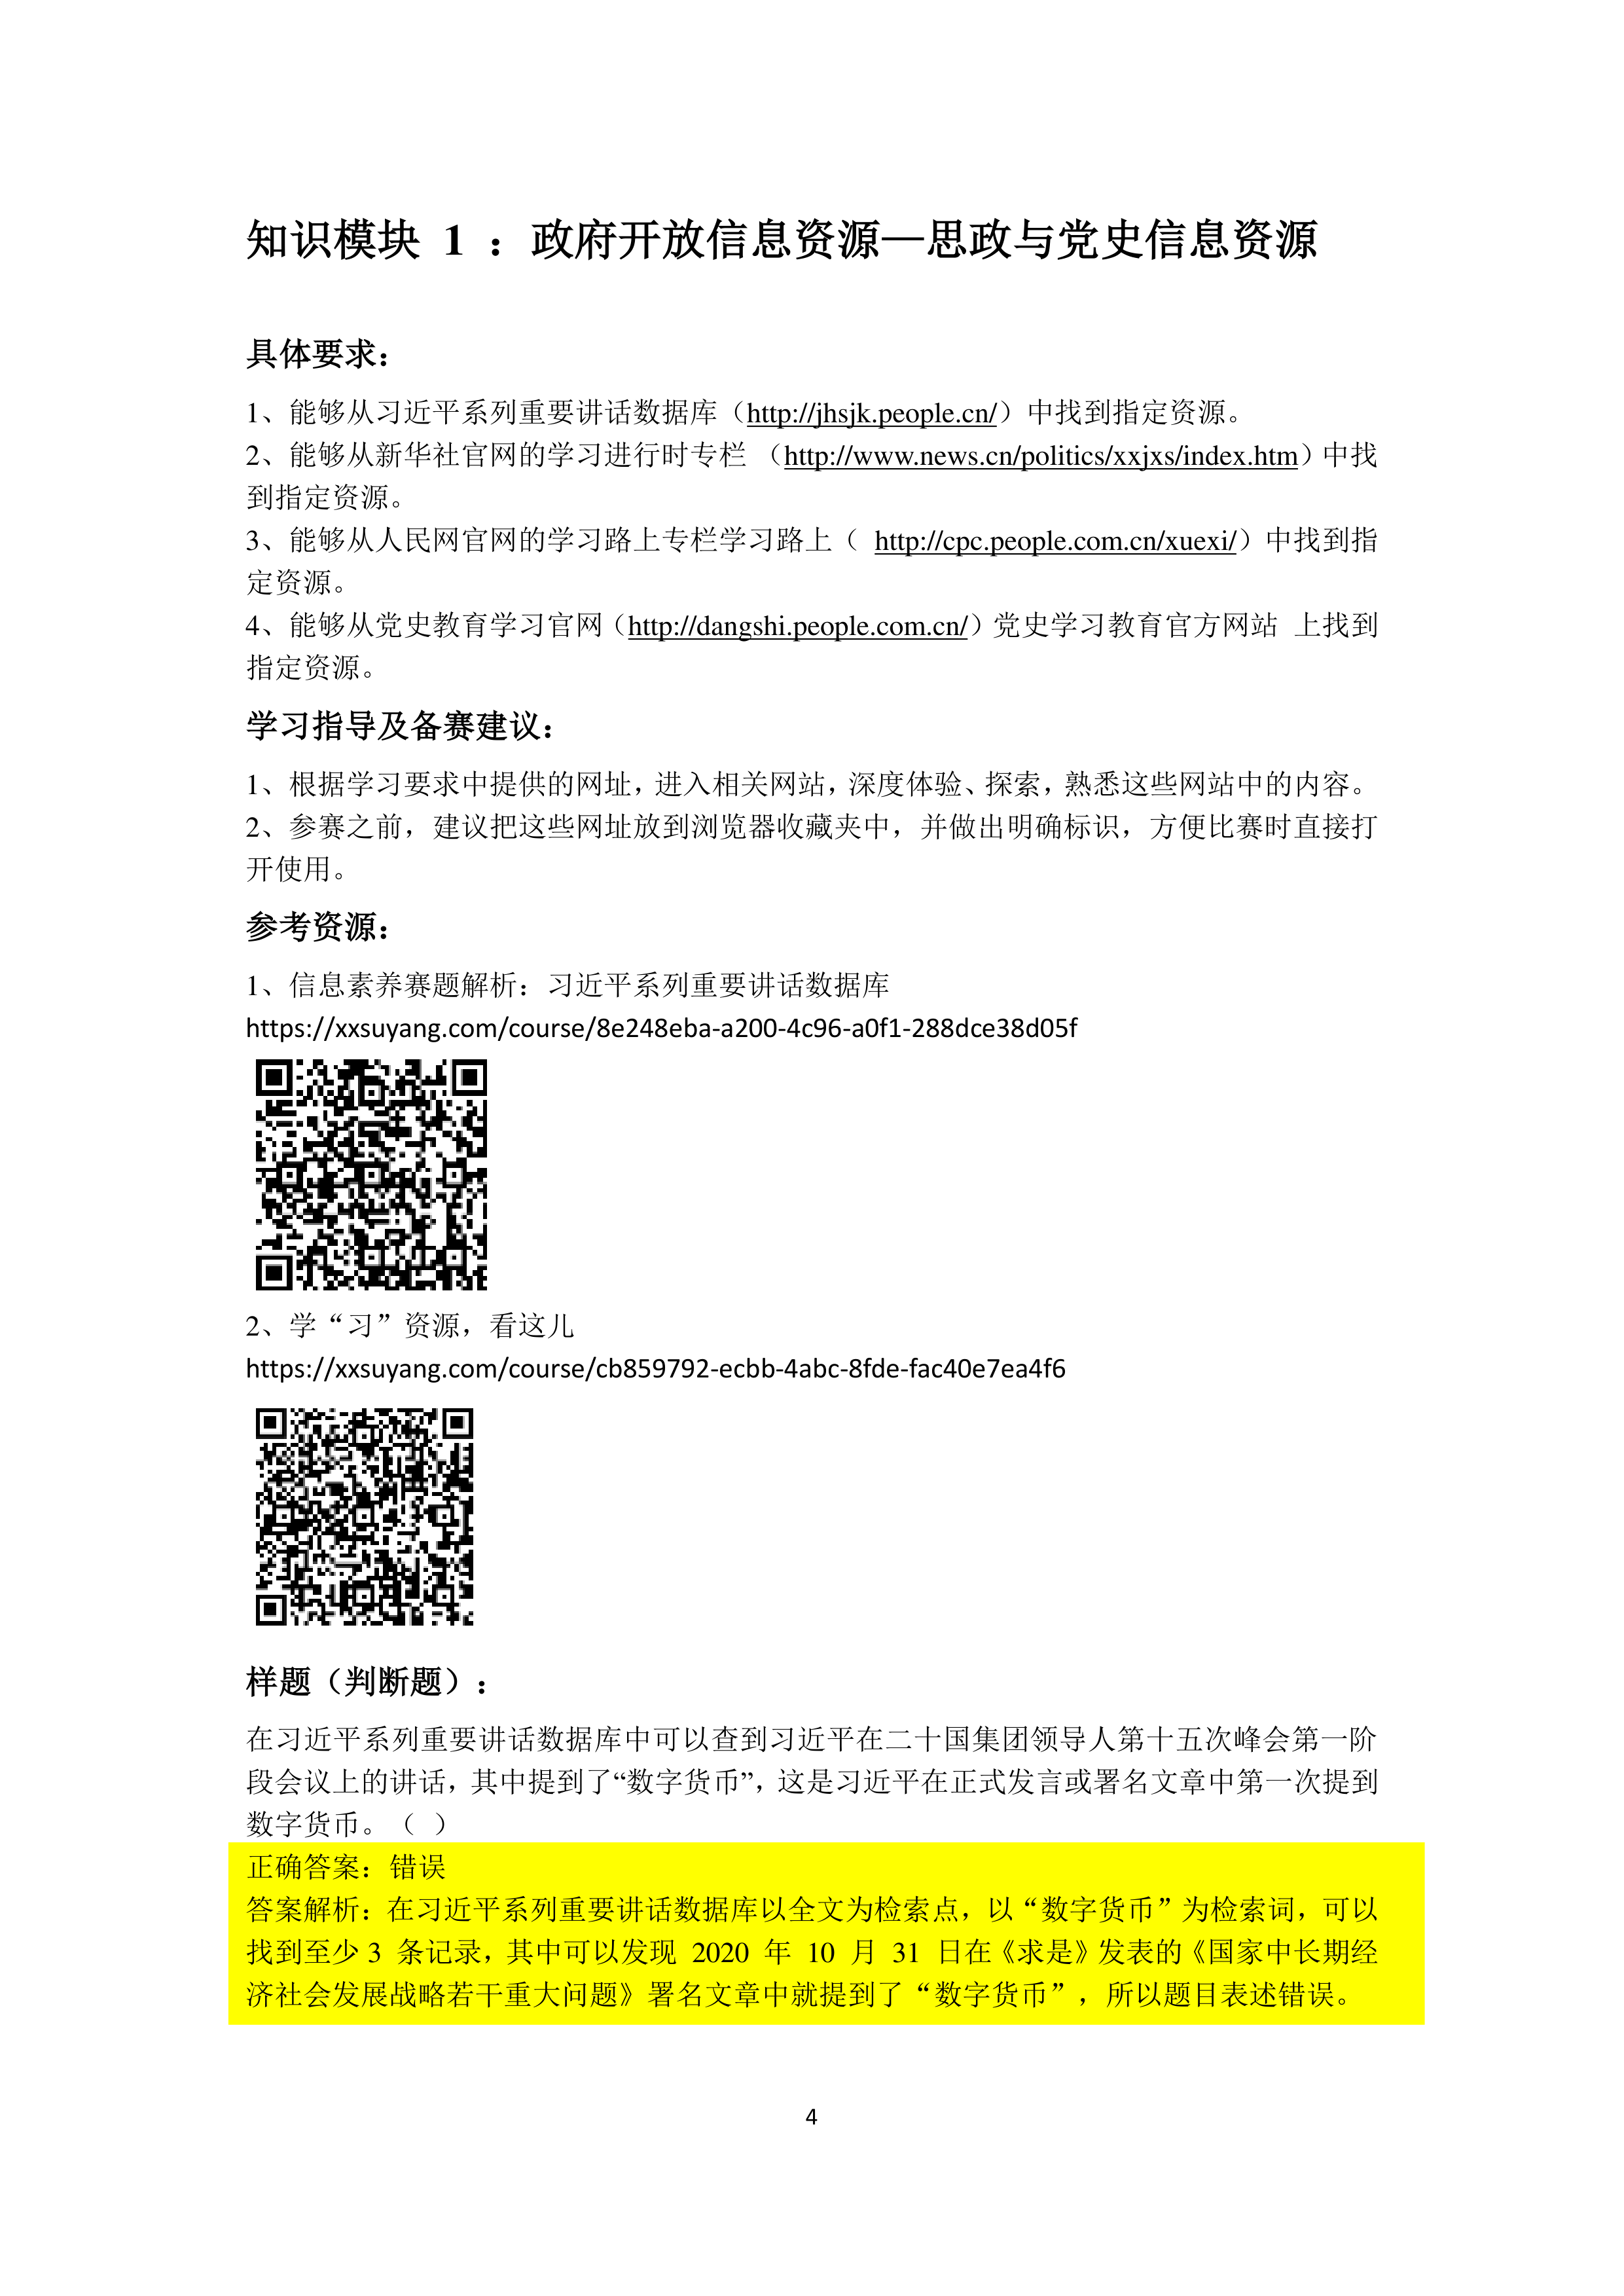 知识模块 1 ：政府开放信息资源—思政与党史信息资源
具体要求：
1、能够从习近平系列重要讲话数据库（http://jhsjk.people.cn/）中找到指定资源。
2、能够从新华社官网的学习进行时专栏 （http://www.news.cn/politics/xxjxs/index.htm）中找
到指定资源。
3、能够从人民网官网的学习路上专栏学习路上（ http://cpc.people.com.cn/xuexi/）中找到指
定资源。
4、能够从党史教育学习官网（http://dangshi.people.com.cn/）党史学习教育官方网站 上找到
指定资源。
学习指导及备赛建议：
1、根据学习要求中提供的网址，进入相关网站，深度体验、探索，熟悉这些网站中的内容。
2、参赛之前，建议把这些网址放到浏览器收藏夹中，并做出明确标识，方便比赛时直接打
开使用。
参考资源：
1、信息素养赛题解析：习近平系列重要讲话数据库
https://xxsuyang.com/course/8e248eba-a200-4c96-a0f1-288dce38d05f
2、学“习”资源，看这儿
https://xxsuyang.com/course/cb859792-ecbb-4abc-8fde-fac40e7ea4f6
样题（判断题）：
在习近平系列重要讲话数据库中可以查到习近平在二十国集团领导人第十五次峰会第一阶
段会议上的讲话，其中提到了“数字货币”，这是习近平在正式发言或署名文章中第一次提到
数字货币。（ ）
正确答案：错误
答案解析：在习近平系列重要讲话数据库以全文为检索点，以“数字货币”为检索词，可以
找到至少 3 条记录，其中可以发现 2020 年 10 月 31 日在《求是》发表的《国家中长期经
济社会发展战略若干重大问题》署名文章中就提到了“数字货币”，所以题目表述错误。
4